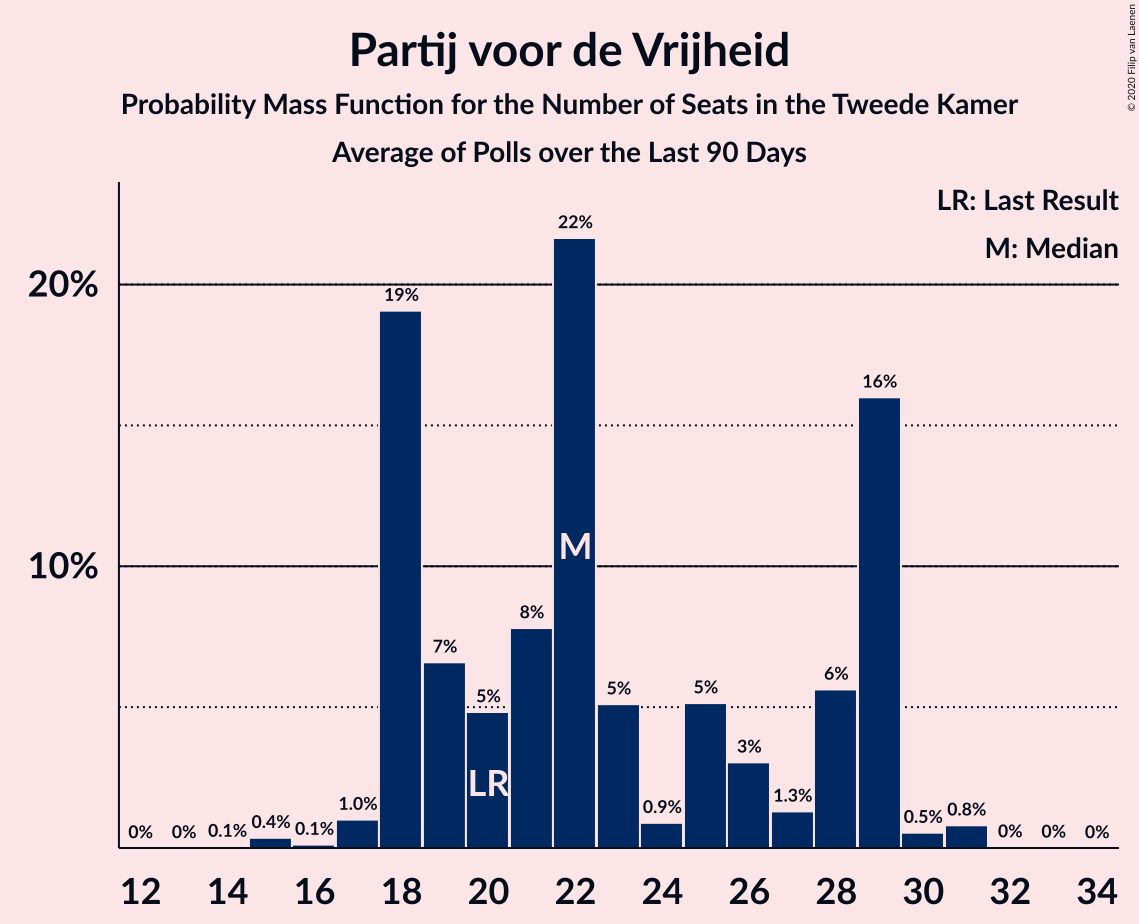 Partij voor de Vrijheid
Probability Mass Function for the Number of Seats in the Tweede Kamer
Average of Polls over the Last 90 Days
© 2020 Filip van Laenen
LR: Last Result
M: Median
20%
10%
0%
0%
0.1%
0.4%
0.1%
1.0%
19%
7%
5%
8%
22%
5%
0.9%
5%
3%
1.3%
6%
16%
0.5%
0.8%
0%
0%
0%
LR
M
12 14 16 18 20 22 24 26 28 30 32 34